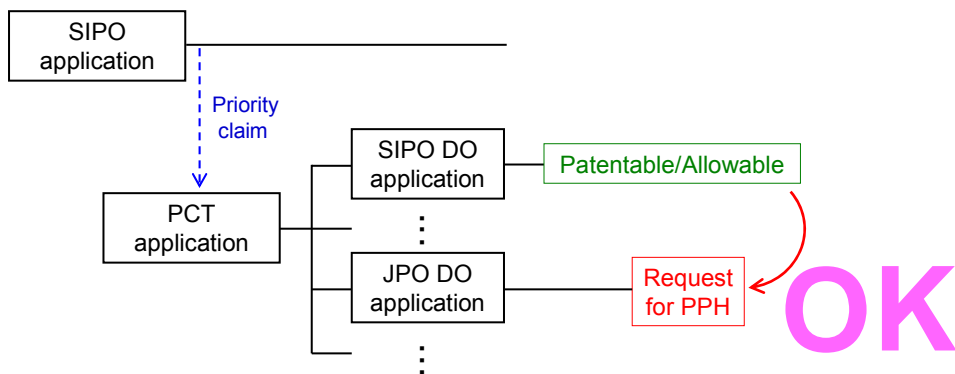 SIPO
application
Priority
claim
SIPO DO
application
Patentable/Allowable
PCT
application
JPO DO
application
Request
for PPH
OK